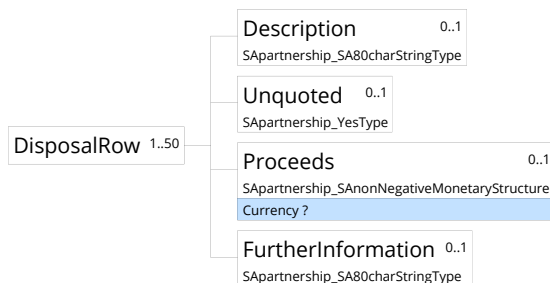 Description 0..1
SApartnership_SA80charStringType
Unquoted 0..1
SApartnership_YesType
DisposalRow 1..50
Proceeds 0..1
SApartnership_SAnonNegativeMonetaryStructure
Currency ?
FurtherInformation 0..1
SApartnership_SA80charStringType